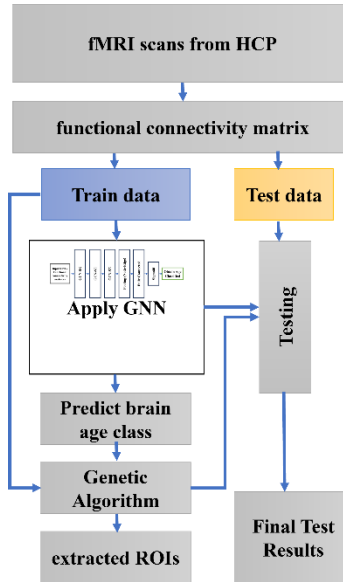 fMRI scans from HCP
functional connectivity matrix
Train data
Test data
Apply GNN
Testing
Predict brain
age class
Genetic
Algorithm
extracted ROIs
Final Test
Results